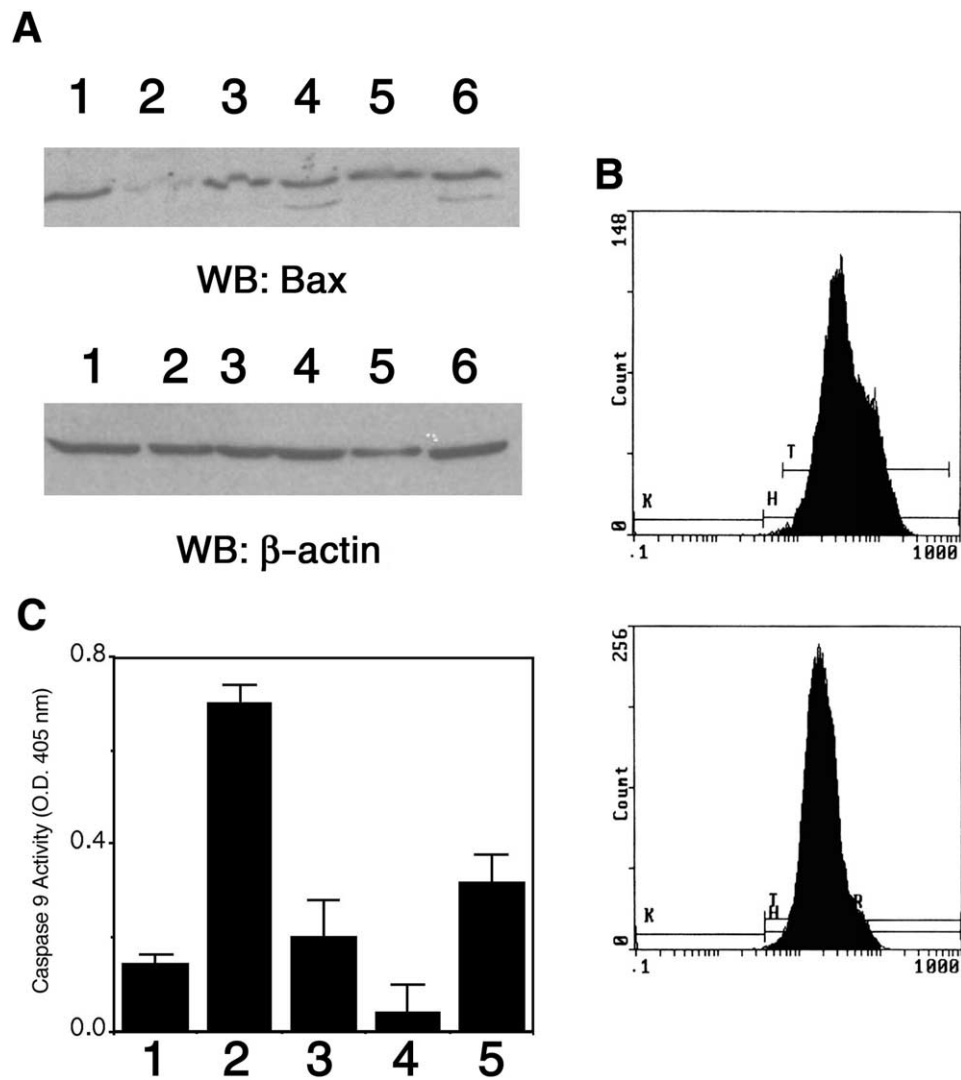 A
1 2 3 4 5 6
WB: Bax
1 2 3 4 5 6
WB: β-actin
B
148
Count
0
K
H
T
.1
1000
256
Count
0
K
T
H
R
.1
1000
C
0.8
0.4
0.0
Caspase 9 Activity (O.D. 405 nm)
1 2 3 4 5